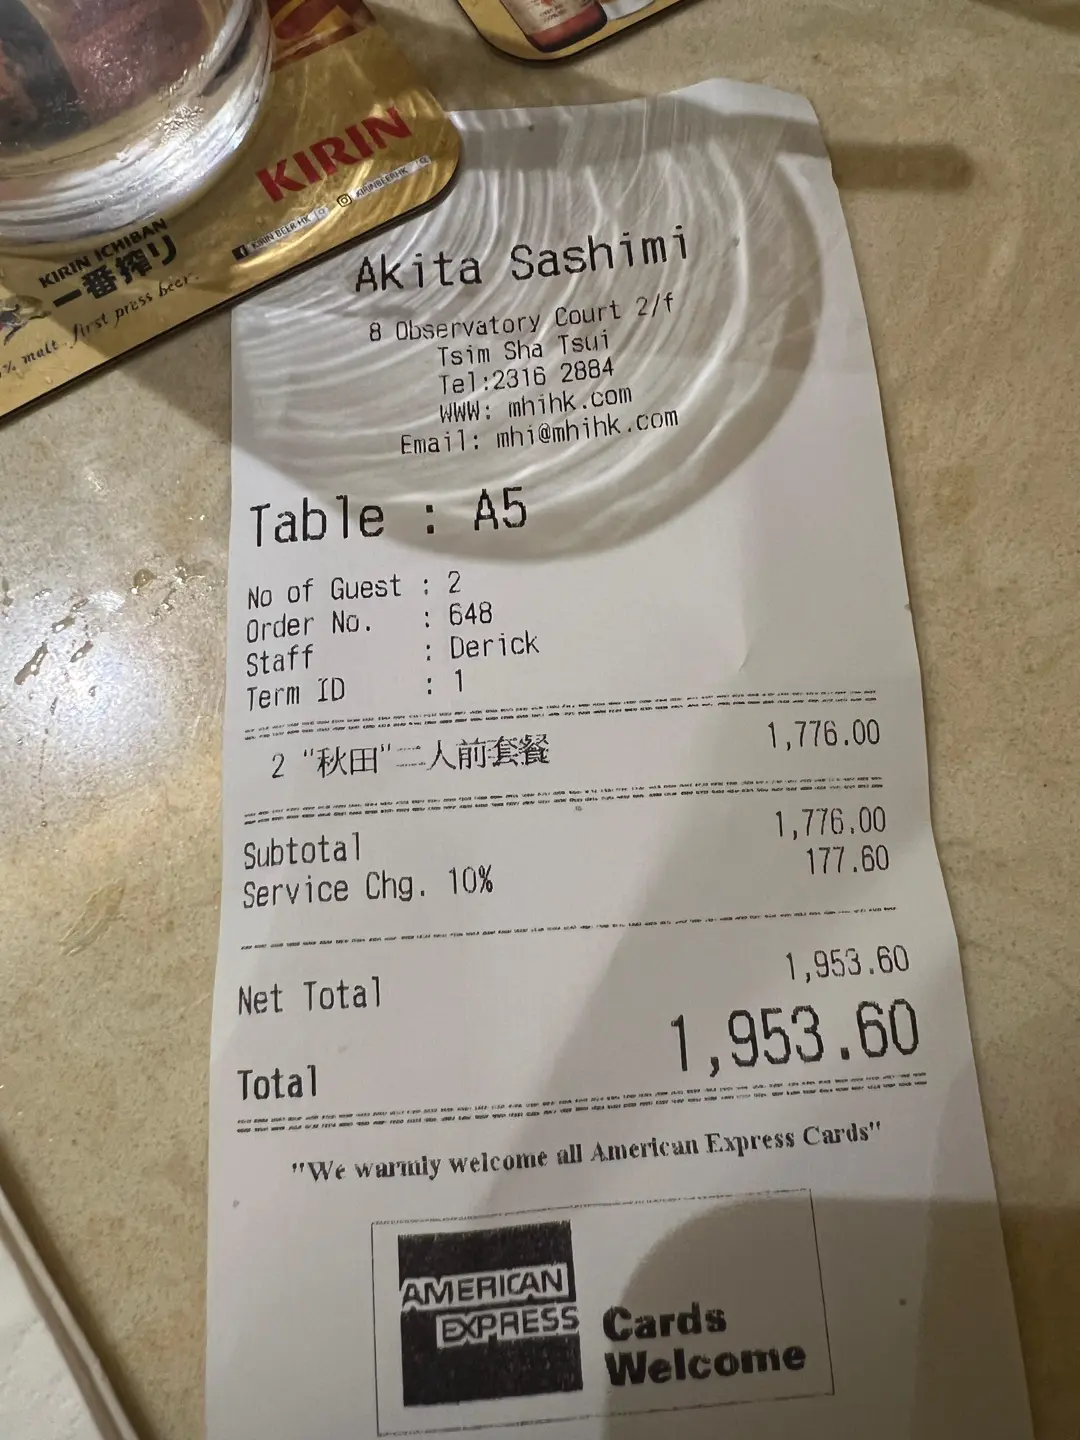 KIRIN
KIRIN BEER HK
KIRINBEERHK
KIRIN ICHIBAN
一番搾り
% malt. first press beer.
Akita Sashimi
8 Observatory Court 2/f
Tsim Sha Tsui
Tel:2316 2884
WWW: mhihk.com
Email: mhi@mhihk.com
Table : A5
No of Guest : 2
Order No. : 648
Staff : Derick
Term ID : 1
2 "秋田"二人前套餐 1,776.00
Subtotal 1,776.00
Service Chg. 10% 177.60
Net Total 1,953.60
Total 1,953.60
"We warmly welcome all American Express Cards"
AMERICAN
EXPRESS
Cards
Welcome